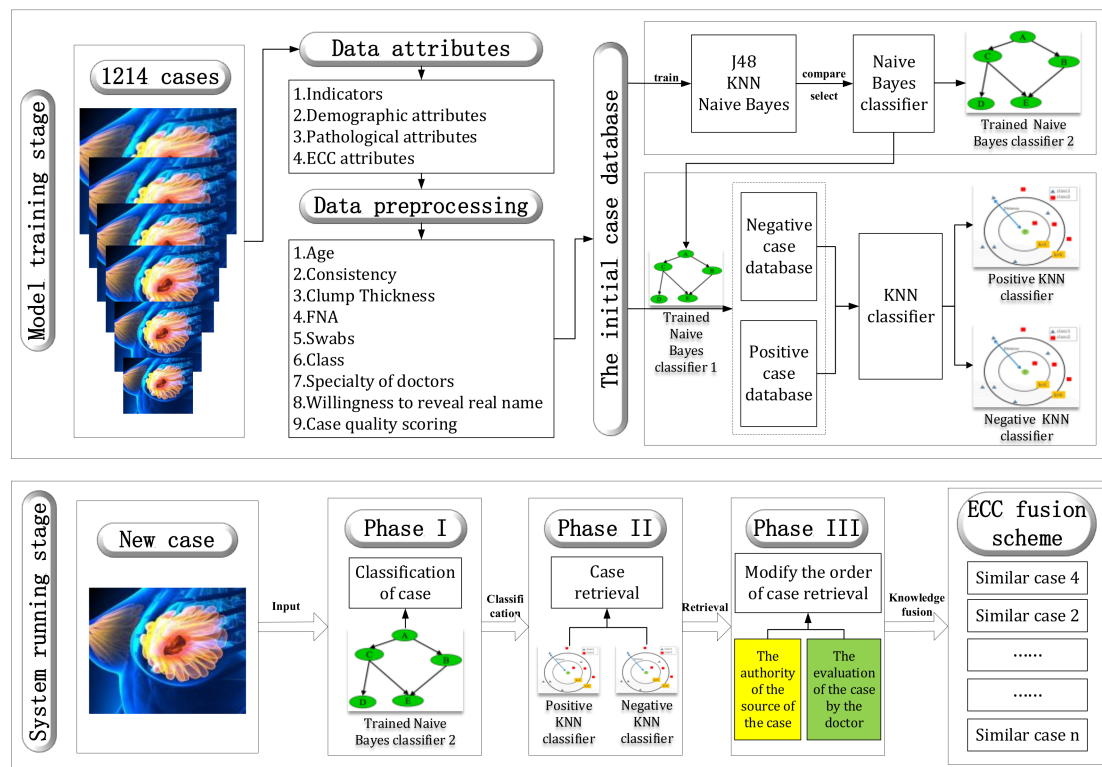 Model training stage
1214 cases
Data attributes
1.Indicators
2.Demographic attributes
3.Pathological attributes
4.ECC attributes
Data preprocessing
1.Age
2.Consistency
3.Clump Thickness
4.FNA
5.Swabs
6.Class
7.Specialty of doctors
8.Willingness to reveal real name
9.Case quality scoring
The initial case database
train
J48
KNN
Naive Bayes
compare
select
Naive
Bayes
classifier
A
C
B
D
E
Trained Naive
Bayes classifier 2
A
C
B
D
E
Trained
Naive
Bayes
classifier 1
Negative
case
database
Positive
case
database
KNN
classifier
Positive KNN
classifier
Negative KNN
classifier
System running stage
New case
Input
Phase I
Classification
of case
A
C
B
D
E
Trained Naive
Bayes classifier 2
Classifi
cation
Phase II
Case
retrieval
Positive KNN
classifier
Negative
KNN
classifier
Retrieval
Phase III
Modify the order
of case retrieval
The
authority
of the
source of
the case
The
evaluation
of the case
by the
doctor
Knowledge
fusion
ECC fusion
scheme
Similar case 4
Similar case 2
……
……
Similar case n